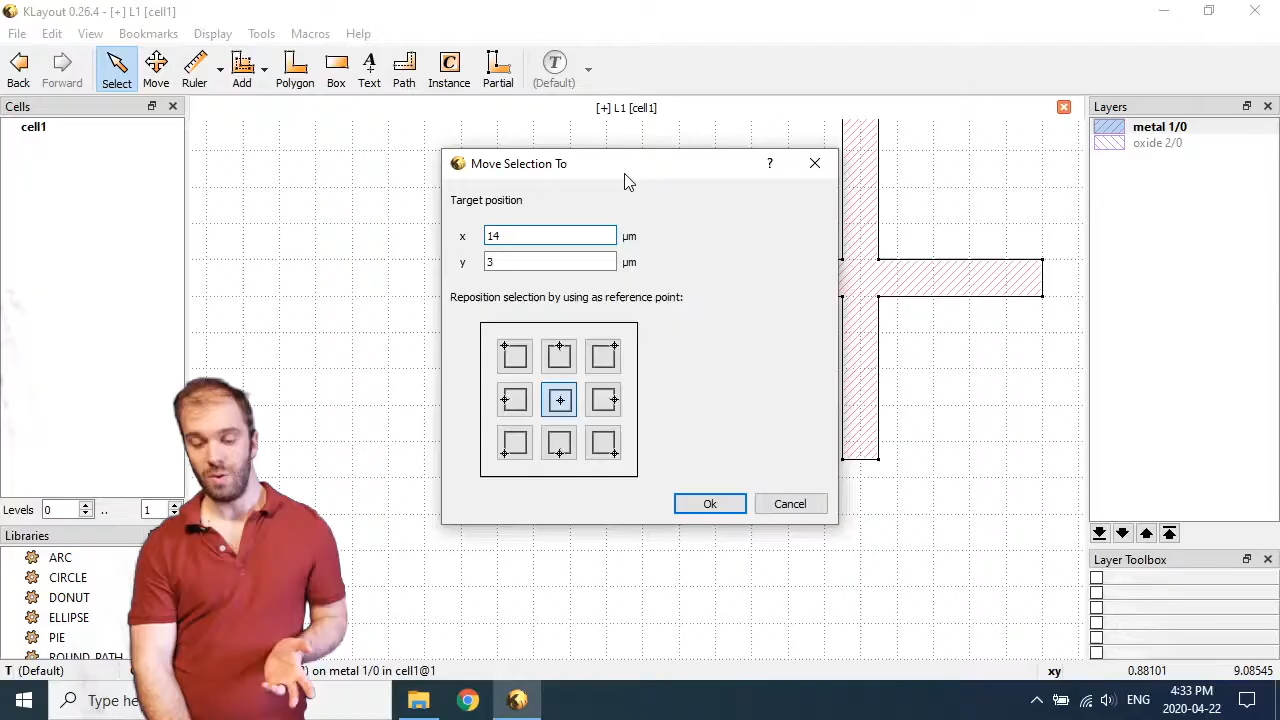 KLayout 0.26.4 - [+] L1 [cell1]
File Edit View Bookmarks Display Tools Macros Help
Back Forward Select Move Ruler Add Polygon Box Text Path Instance Partial (Default)
Cells
[+] L1 [cell1]
Layers
cell1
metal 1/0
oxide 2/0
Move Selection To
?
Target position
x 14 µm
y 3 µm
Reposition selection by using as reference point:
Ok Cancel
Levels 0 .. 1
Libraries
ARC
CIRCLE
DONUT
ELLIPSE
PIE
ROUND_PATH
Layer Toolbox
T (Default) ) on metal 1/0 in cell1@1 xy 0.88101 9.08545
Type he
ENG
4:33 PM
2020-04-22